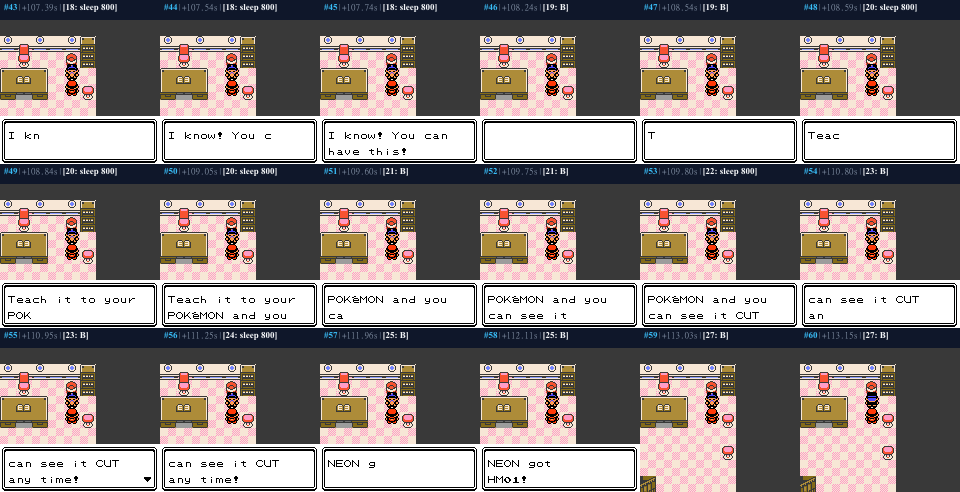 #43 | +107.39s | [18: sleep 800]
#44 | +107.54s | [18: sleep 800]
#45 | +107.74s | [18: sleep 800]
#46 | +108.24s | [19: B]
#47 | +108.54s | [19: B]
#48 | +108.59s | [20: sleep 800]
I kn
I know! You c
I know! You can
have this!
T
Teac
#49 | +108.84s | [20: sleep 800]
#50 | +109.05s | [20: sleep 800]
#51 | +109.60s | [21: B]
#52 | +109.75s | [21: B]
#53 | +109.80s | [22: sleep 800]
#54 | +110.80s | [23: B]
Teach it to your
POK
Teach it to your
POKéMON and you
POKéMON and you
ca
POKéMON and you
can see it
POKéMON and you
can see it CUT
can see it CUT
an
#55 | +110.95s | [23: B]
#56 | +111.25s | [24: sleep 800]
#57 | +111.96s | [25: B]
#58 | +112.11s | [25: B]
#59 | +113.03s | [27: B]
#60 | +113.15s | [27: B]
can see it CUT
any time!
can see it CUT
any time!
NEON g
NEON got
HM01!